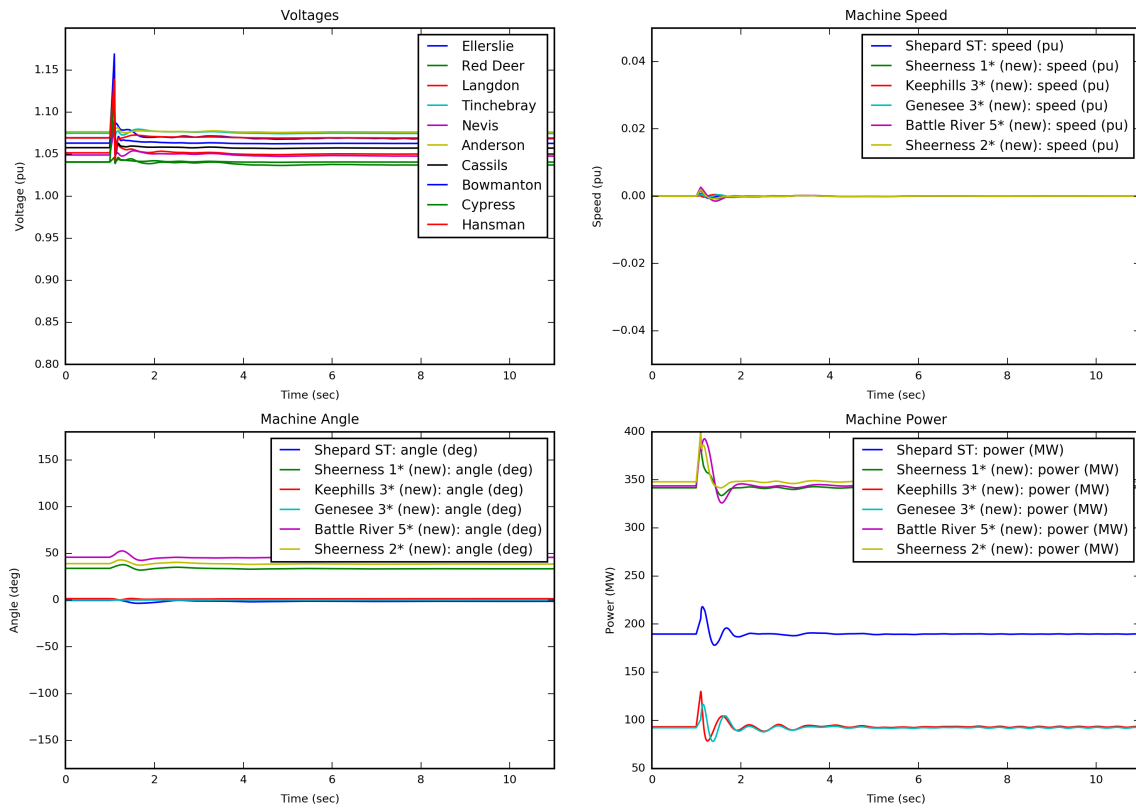 Voltages
Voltage (pu)
1.15
1.10
1.05
1.00
0.95
0.90
0.85
0.80
Ellerslie
Red Deer
Langdon
Tinchebray
Nevis
Anderson
Cassils
Bowmanton
Cypress
Hansman
0 2 4 6 8 10
Time (sec)
Machine Speed
Speed (pu)
0.04
0.02
0.00
−0.02
−0.04
Shepard ST: speed (pu)
Sheerness 1* (new): speed (pu)
Keephills 3* (new): speed (pu)
Genesee 3* (new): speed (pu)
Battle River 5* (new): speed (pu)
Sheerness 2* (new): speed (pu)
0 2 4 6 8 10
Time (sec)
Machine Angle
Angle (deg)
150
100
50
0
−50
−100
−150
Shepard ST: angle (deg)
Sheerness 1* (new): angle (deg)
Keephills 3* (new): angle (deg)
Genesee 3* (new): angle (deg)
Battle River 5* (new): angle (deg)
Sheerness 2* (new): angle (deg)
0 2 4 6 8 10
Time (sec)
Machine Power
Power (MW)
400
350
300
250
200
150
100
50
Shepard ST: power (MW)
Sheerness 1* (new): power (MW)
Keephills 3* (new): power (MW)
Genesee 3* (new): power (MW)
Battle River 5* (new): power (MW)
Sheerness 2* (new): power (MW)
0 2 4 6 8 10
Time (sec)